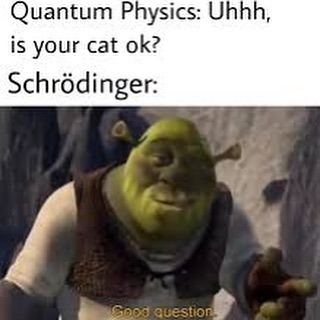 Quantum Physics: Uhhh,
is your cat ok?
Schrödinger:
Good question.